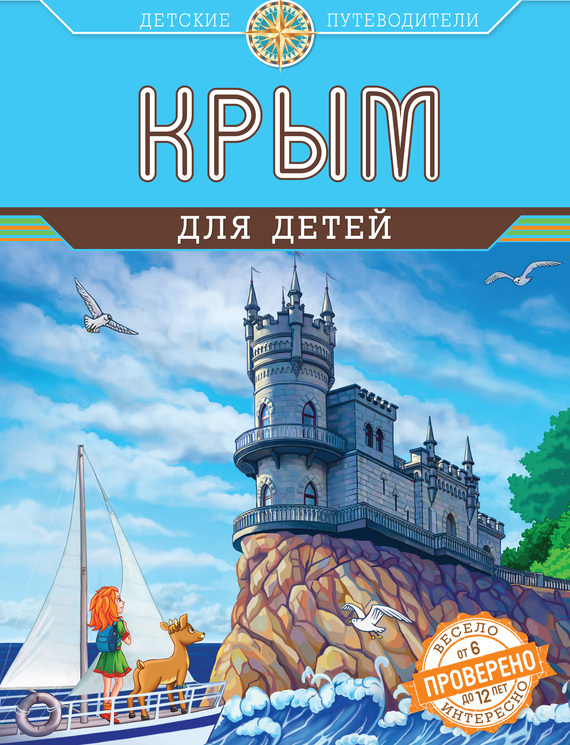 ДЕТСКИЕ ПУТЕВОДИТЕЛИ
КРЫМ
ДЛЯ ДЕТЕЙ
ВЕСЕЛО
ОТ 6
ПРОВЕРЕНО
ДО 12 ЛЕТ
ИНТЕРЕСНО